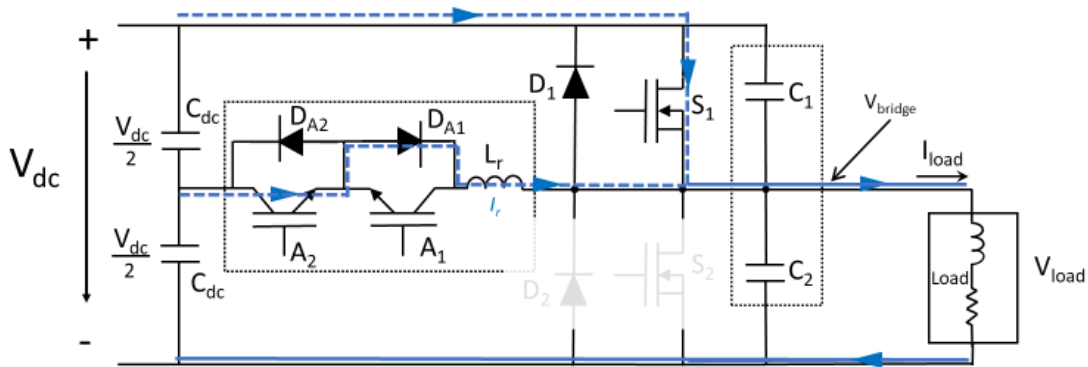 +
V_dc
-
V_dc
2
V_dc
2
C_dc
C_dc
D_A2
D_A1
A_2
A_1
L_r
I_r
D_1
S_1
D_2
S_2
C_1
C_2
V_bridge
I_load
Load
V_load